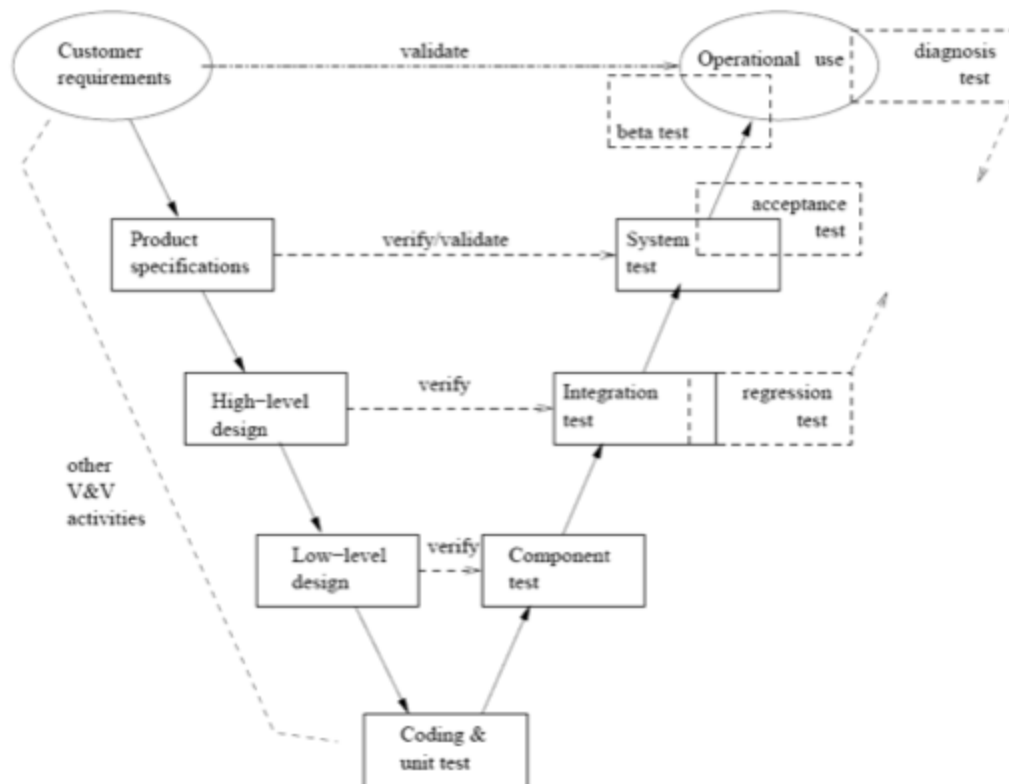 Customer
requirements
validate
Operational use
diagnosis
test
beta test
acceptance
test
Product
specifications
verify/validate
System
test
High-level
design
verify
Integration
test
regression
test
other
V&V
activities
Low-level
design
verify
Component
test
Coding &
unit test